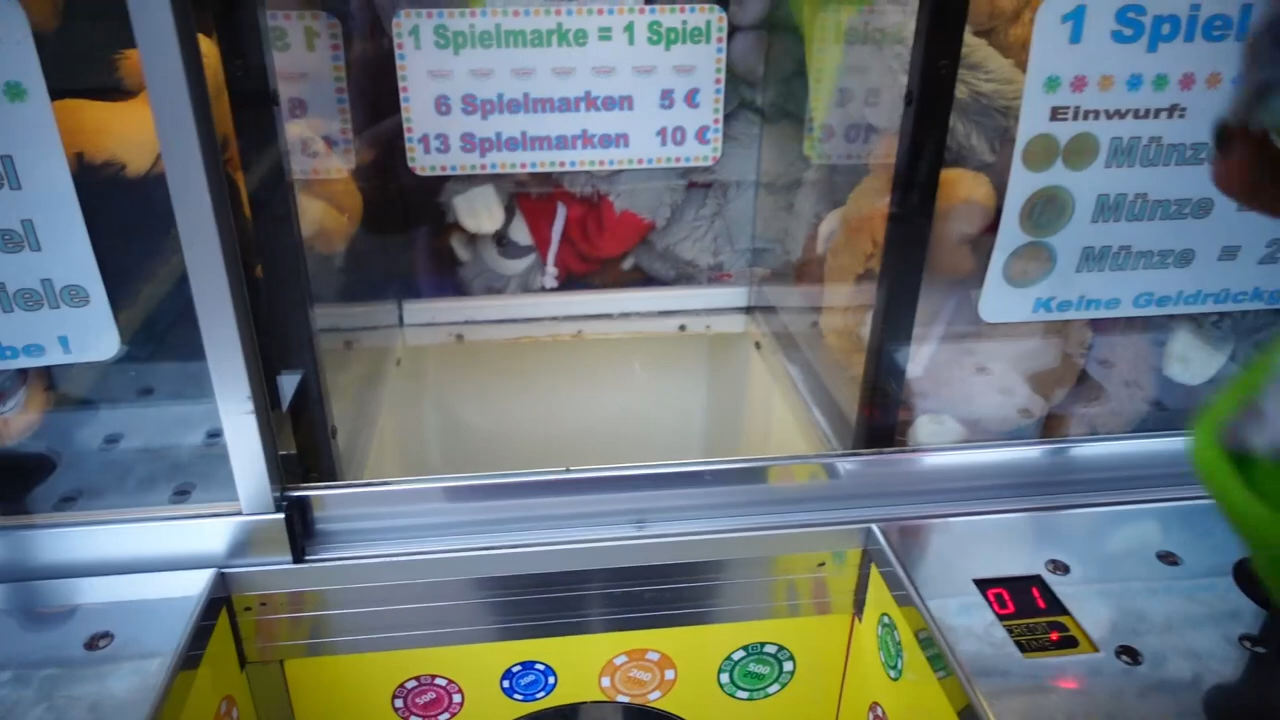 1 Spielmarke = 1 Spiel
6 Spielmarken 5 €
13 Spielmarken 10 €
1 Spiel
Einwurf:
Münze
Münze =
Münze = 2
Keine Geldrückg
el
iele
be !
01
CREDIT
TIME
500
200
200
500
200